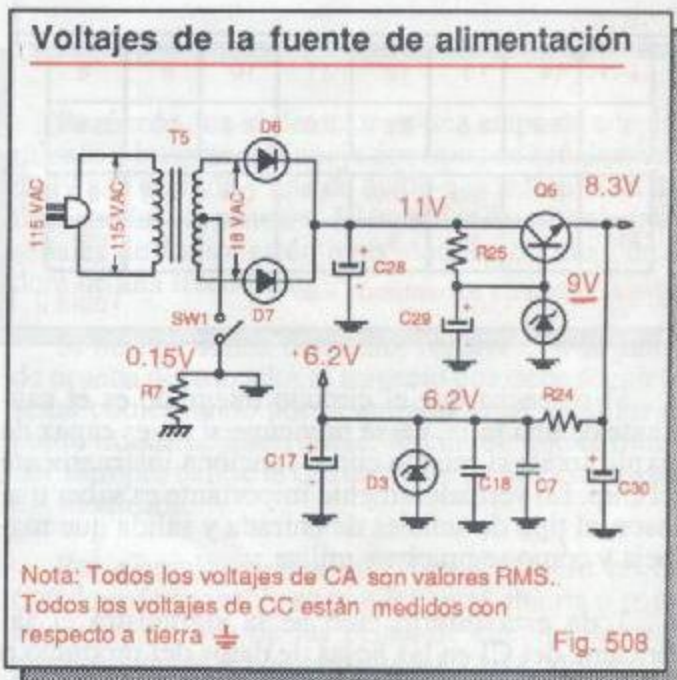 Voltajes de la fuente de alimentación
T5
D6
115 VAC
115 VAC
18 VAC
11V
Q6
8.3V
R25
C28
+
-
D7
C29
+
9V
SW1
0.15V
R7
6.2V
6.2V
R24
+
C17
D3
C18
C7
+
C30
Nota: Todos los voltajes de CA son valores RMS.
Todos los voltajes de CC están medidos con
respecto a tierra
Fig. 508